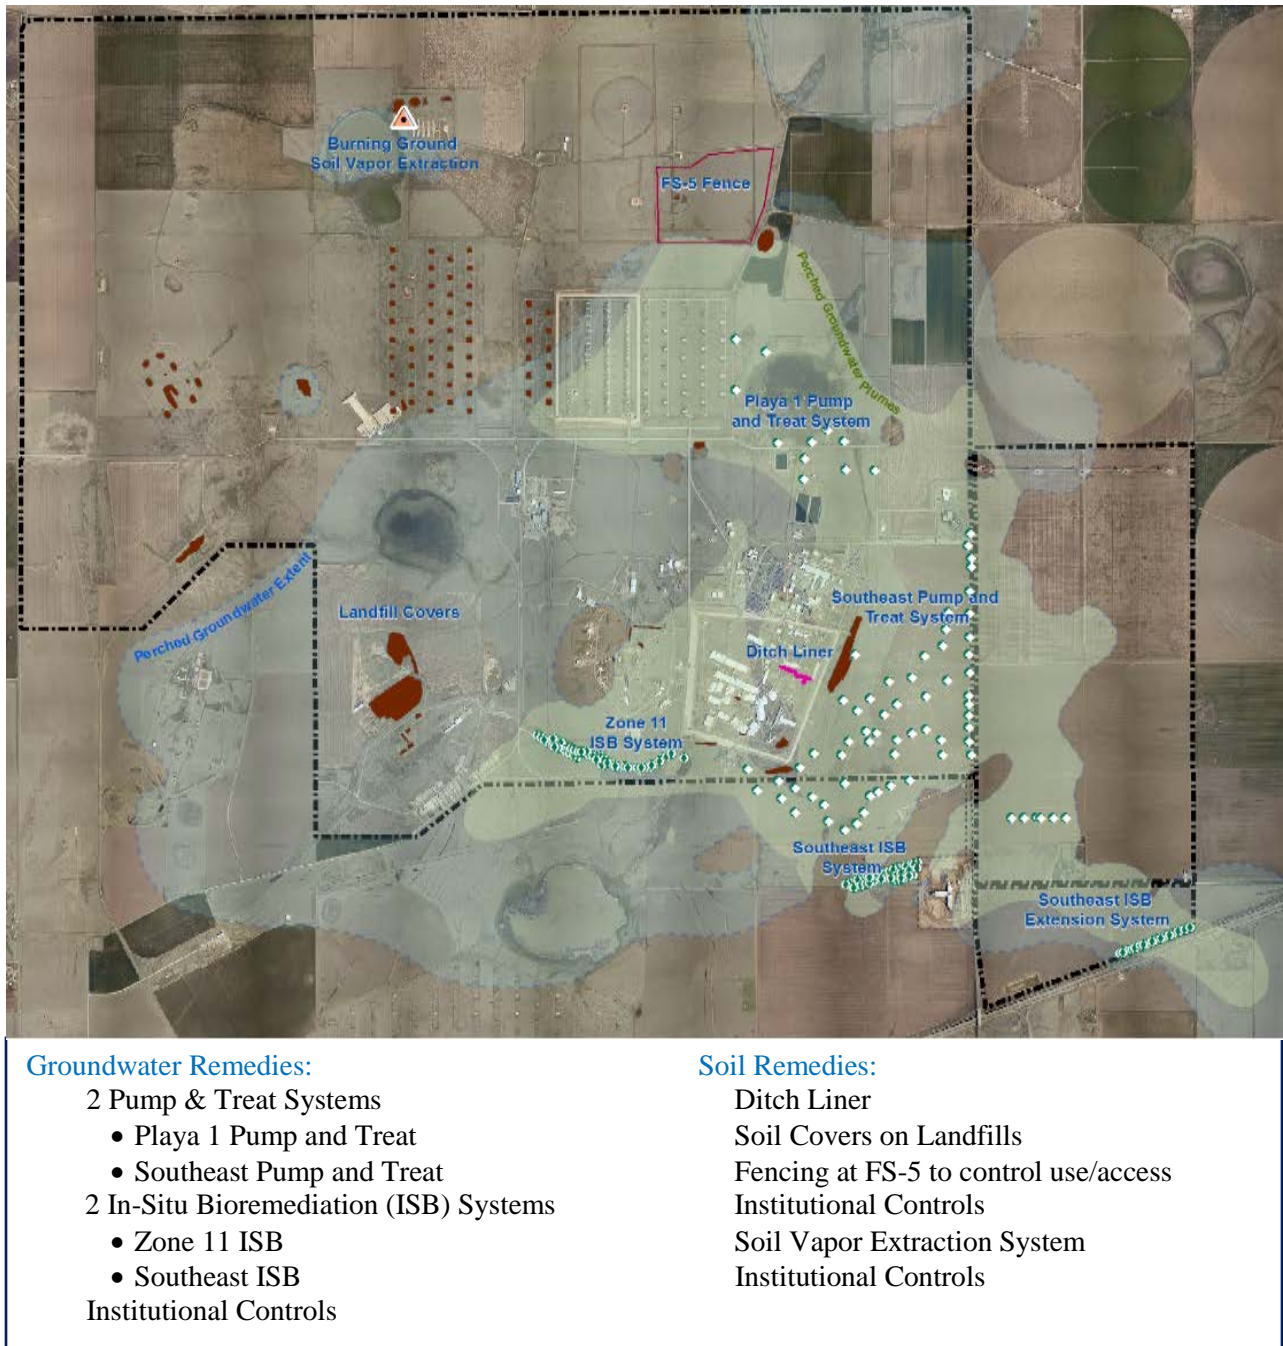 Burning Ground
Soil Vapor Extraction
FS-5 Fence
Perched Groundwater Plumes
Playa 1 Pump
and Treat System
Perched Groundwater Extent
Landfill Covers
Southeast Pump and
Treat System
Ditch Liner
Zone 11
ISB System
Southeast ISB
System
Southeast ISB
Extension System
Groundwater Remedies:
2 Pump & Treat Systems
• Playa 1 Pump and Treat
• Southeast Pump and Treat
2 In-Situ Bioremediation (ISB) Systems
• Zone 11 ISB
• Southeast ISB
Institutional Controls
Soil Remedies:
Ditch Liner
Soil Covers on Landfills
Fencing at FS-5 to control use/access
Institutional Controls
Soil Vapor Extraction System
Institutional Controls